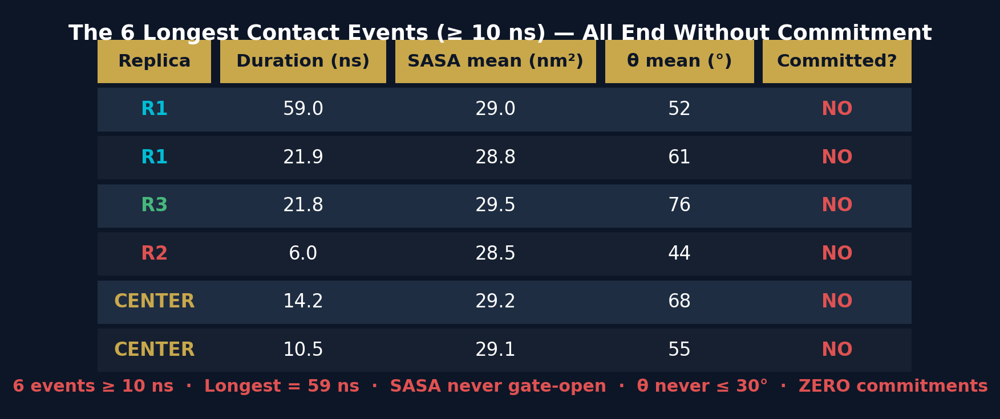 The 6 Longest Contact Events (≥ 10 ns) — All End Without Commitment
Replica Duration (ns) SASA mean (nm²) θ mean (°) Committed?
R1 59.0 29.0 52 NO
R1 21.9 28.8 61 NO
R3 21.8 29.5 76 NO
R2 6.0 28.5 44 NO
CENTER 14.2 29.2 68 NO
CENTER 10.5 29.1 55 NO
6 events ≥ 10 ns · Longest = 59 ns · SASA never gate-open · θ never ≤ 30° · ZERO commitments